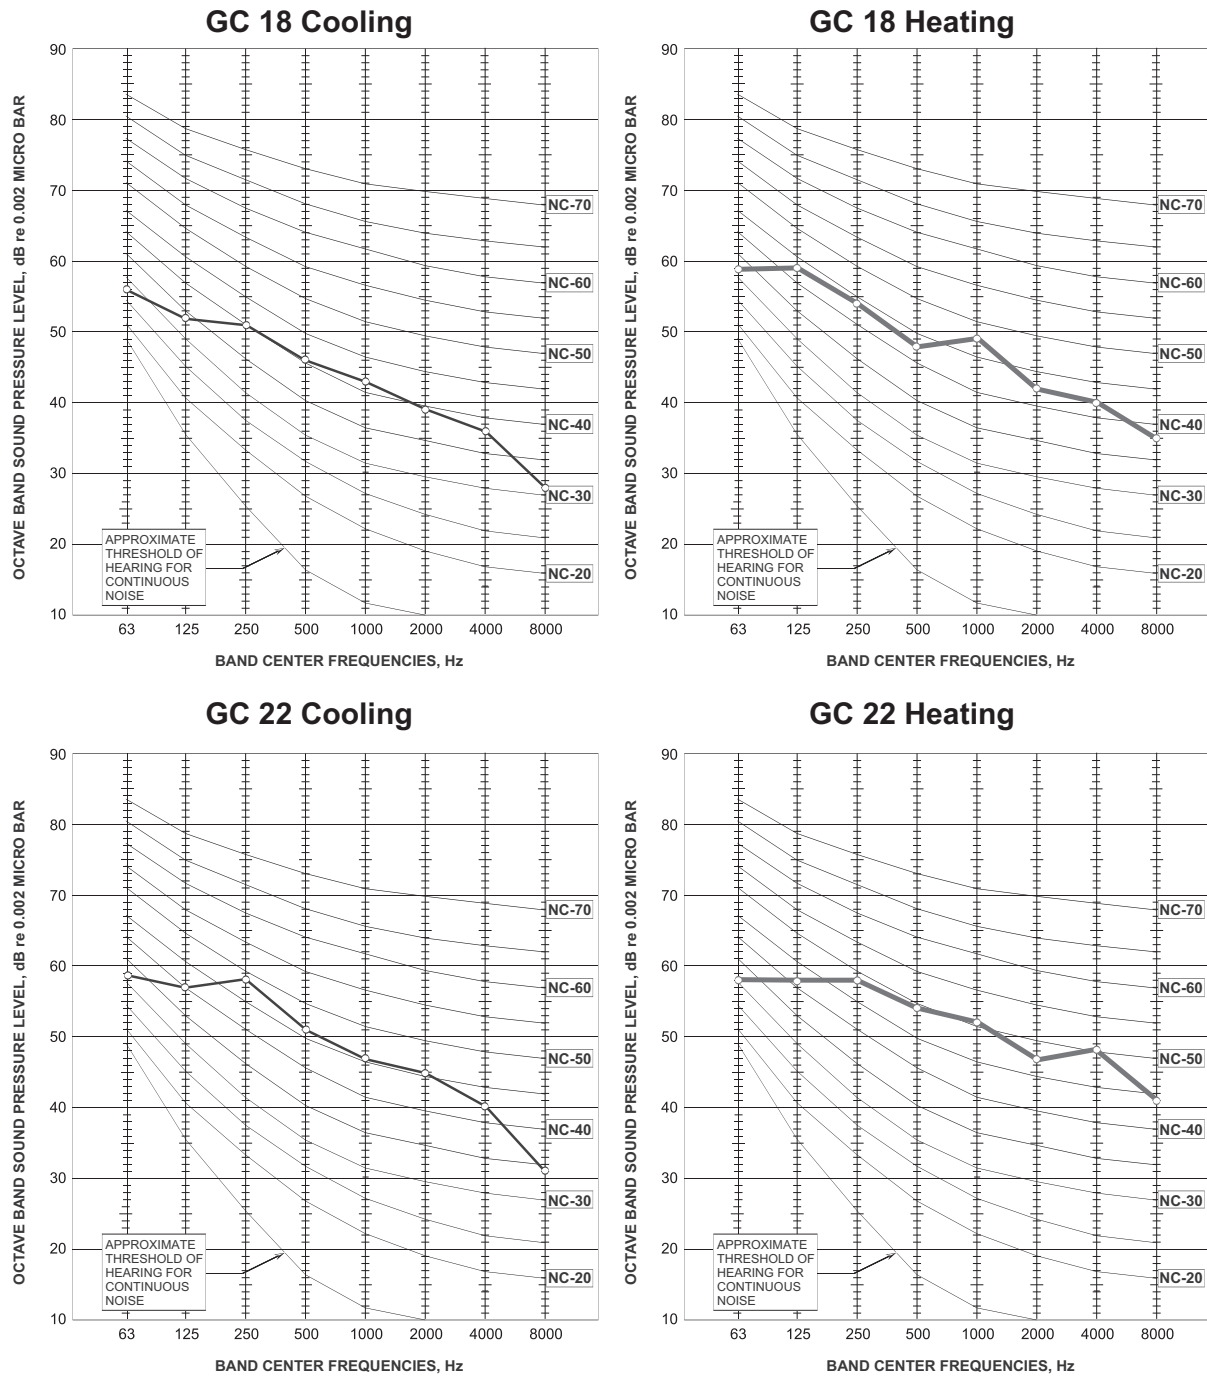 GC 18 Cooling
OCTAVE BAND SOUND PRESSURE LEVEL, dB re 0.002 MICRO BAR
90
80
70
60
50
40
30
20
10
NC-70
NC-60
NC-50
NC-40
NC-30
NC-20
APPROXIMATE
THRESHOLD OF
HEARING FOR
CONTINUOUS
NOISE
63 125 250 500 1000 2000 4000 8000
BAND CENTER FREQUENCIES, Hz
GC 18 Heating
OCTAVE BAND SOUND PRESSURE LEVEL, dB re 0.002 MICRO BAR
90
80
70
60
50
40
30
20
10
NC-70
NC-60
NC-50
NC-40
NC-30
NC-20
APPROXIMATE
THRESHOLD OF
HEARING FOR
CONTINUOUS
NOISE
63 125 250 500 1000 2000 4000 8000
BAND CENTER FREQUENCIES, Hz
GC 22 Cooling
OCTAVE BAND SOUND PRESSURE LEVEL, dB re 0.002 MICRO BAR
90
80
70
60
50
40
30
20
10
NC-70
NC-60
NC-50
NC-40
NC-30
NC-20
APPROXIMATE
THRESHOLD OF
HEARING FOR
CONTINUOUS
NOISE
63 125 250 500 1000 2000 4000 8000
BAND CENTER FREQUENCIES, Hz
GC 22 Heating
OCTAVE BAND SOUND PRESSURE LEVEL, dB re 0.002 MICRO BAR
90
80
70
60
50
40
30
20
10
NC-70
NC-60
NC-50
NC-40
NC-30
NC-20
APPROXIMATE
THRESHOLD OF
HEARING FOR
CONTINUOUS
NOISE
63 125 250 500 1000 2000 4000 8000
BAND CENTER FREQUENCIES, Hz